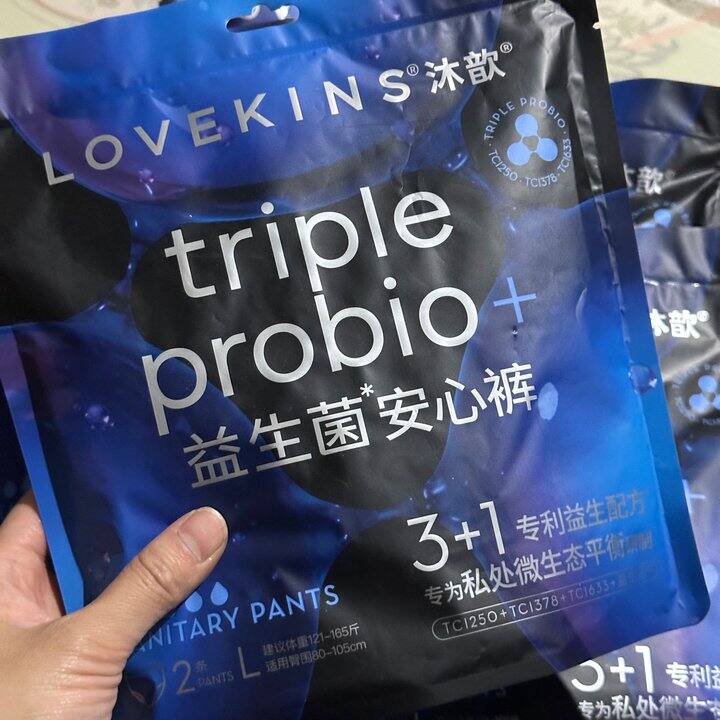 LOVEKINS®沐歆®
·TRIPLE PROBIO·
TC1250·TC1378·TC1633
triple
probio+
益生菌*安心裤
3+1 专利益生配方
专为私处微生态平衡研制
TC1250+TC1378+TC1633+
SANITARY PANTS
2条
PANTS
L
建议体重121-165斤
适用臀围80-105cm
歆®
沐歆®
3+1 专利益
专为私处微生